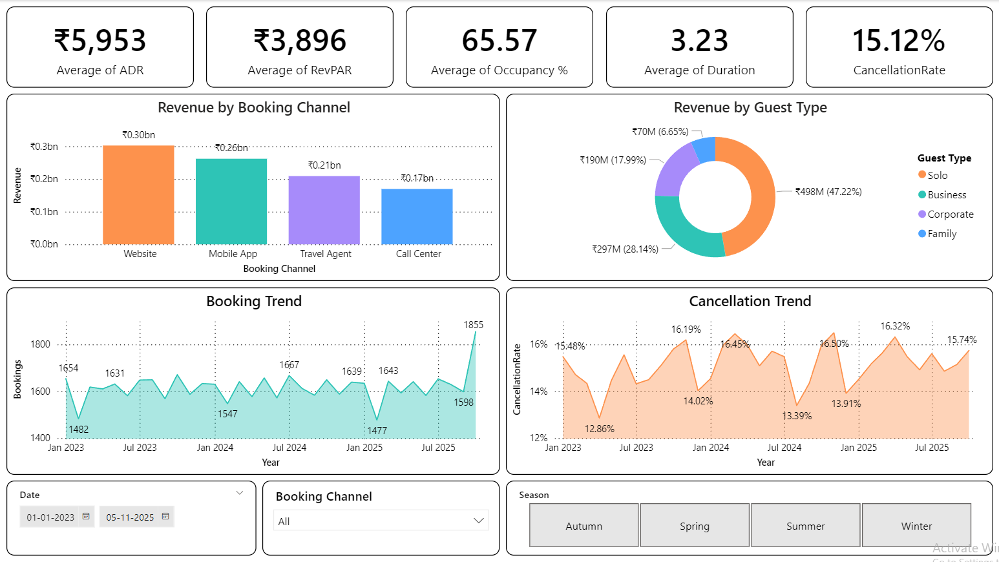 ₹5,953
Average of ADR
₹3,896
Average of RevPAR
65.57
Average of Occupancy %
3.23
Average of Duration
15.12%
CancellationRate
Revenue by Booking Channel
Revenue
₹0.3bn
₹0.2bn
₹0.1bn
₹0.0bn
₹0.30bn
₹0.26bn
₹0.21bn
₹0.17bn
Website
Mobile App
Travel Agent
Call Center
Booking Channel
Revenue by Guest Type
₹70M (6.65%)
₹190M (17.99%)
₹498M (47.22%)
₹297M (28.14%)
Guest Type
Solo
Business
Corporate
Family
Booking Trend
Bookings
1800
1600
1400
1654
1482
1631
1547
1667
1639
1477
1643
1598
1855
Jan 2023
Jul 2023
Jan 2024
Jul 2024
Jan 2025
Jul 2025
Year
Cancellation Trend
CancellationRate
16%
14%
12%
15.48%
12.86%
16.19%
14.02%
16.45%
13.39%
16.50%
13.91%
16.32%
15.74%
Jan 2023
Jul 2023
Jan 2024
Jul 2024
Jan 2025
Jul 2025
Year
Date
01-01-2023
05-11-2025
Booking Channel
All
Season
Autumn
Spring
Summer
Winter
Activate Wi